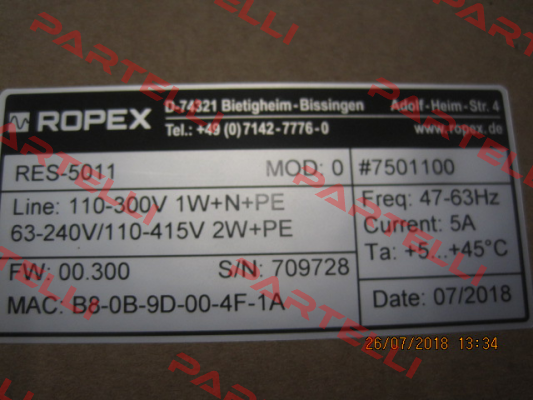 D-74321 Bietigheim-Bissingen Adolf-Heim-Str. 4
ROPEX Tel.: +49 (0)7142-7776-0 www.ropex.de
RES-5011 MOD: 0 #7501100
Line: 110-300V 1W+N+PE Freq: 47-63Hz
63-240V/110-415V 2W+PE Current: 5A
Ta: +5...+45°C
FW: 00.300 S/N: 709728
MAC: B8-0B-9D-00-4F-1A Date: 07/2018
26/07/2018 13:34
PARTELLI
PARTELLI
PARTELLI
PARTELLI
PARTELLI
PARTELLI